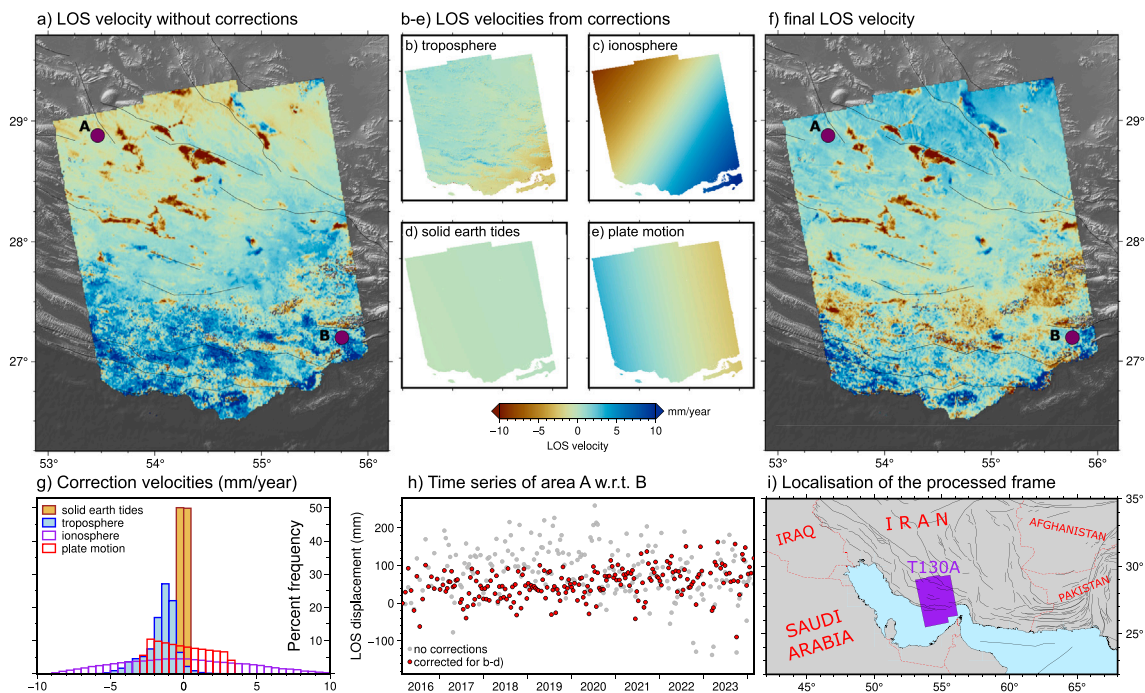 a) LOS velocity without corrections
A
B
29°
28°
27°
53°
54°
55°
56°
b-e) LOS velocities from corrections
b) troposphere
c) ionosphere
d) solid earth tides
e) plate motion
mm/year
−10
−5
0
5
10
LOS velocity
f) final LOS velocity
A
B
29°
28°
27°
53°
54°
55°
56°
g) Correction velocities (mm/year)
solid earth tides
troposphere
ionosphere
plate motion
Percent frequency
50
40
30
20
10
−10
−5
0
5
10
h) Time series of area A w.r.t. B
LOS displacement (mm)
200
100
0
−100
no corrections
corrected for b-d)
2016
2017
2018
2019
2020
2021
2022
2023
i) Localisation of the processed frame
IRAQ
IRAN
AFGHANISTAN
PAKISTAN
T130A
SAUDI
ARABIA
35°
30°
25°
45°
50°
55°
60°
65°